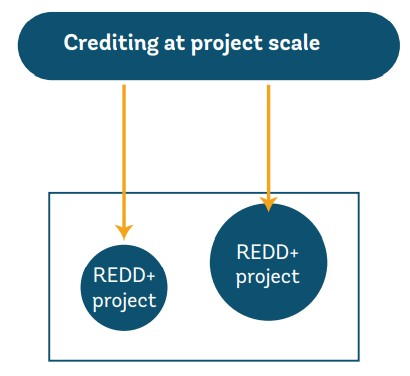 Crediting at project scale
REDD+
project
REDD+
project